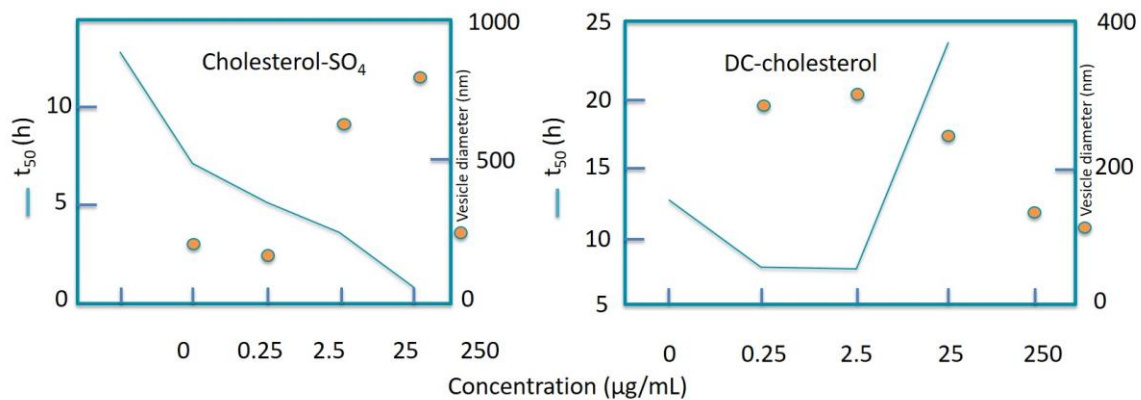 Cholesterol-SO₄
t₅₀ (h)
10
5
0
1000
500
0
Vesicle diameter (nm)
0 0.25 2.5 25 250
DC-cholesterol
t₅₀ (h)
25
20
15
10
5
400
200
0
Vesicle diameter (nm)
0 0.25 2.5 25 250
Concentration (µg/mL)